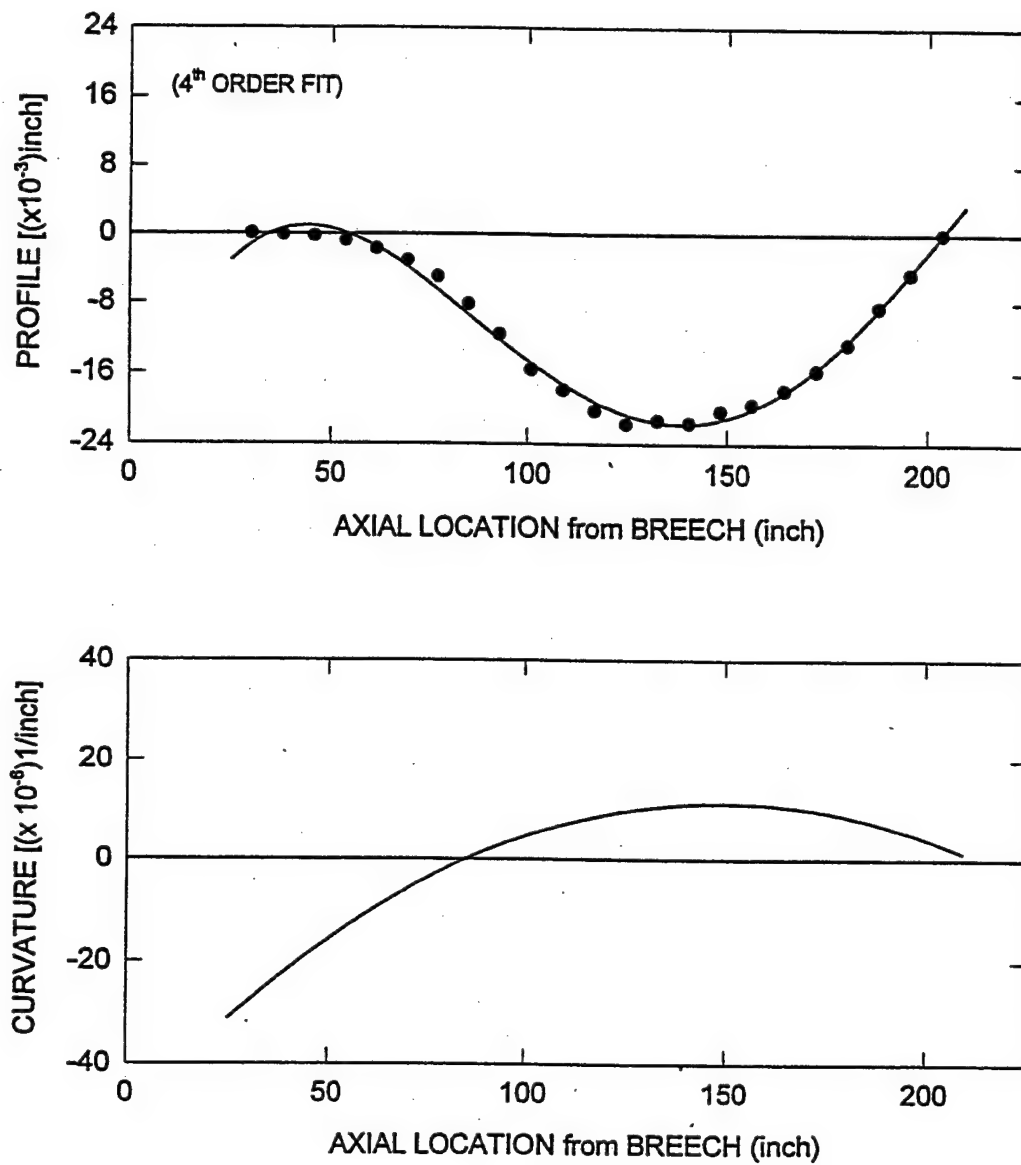 24
(4th ORDER FIT)
16
8
0
-8
-16
-24
PROFILE [(x10-3)inch]
0 50 100 150 200
AXIAL LOCATION from BREECH (inch)
40
20
0
-20
-40
CURVATURE [(x 10-6)1/inch]
0 50 100 150 200
AXIAL LOCATION from BREECH (inch)